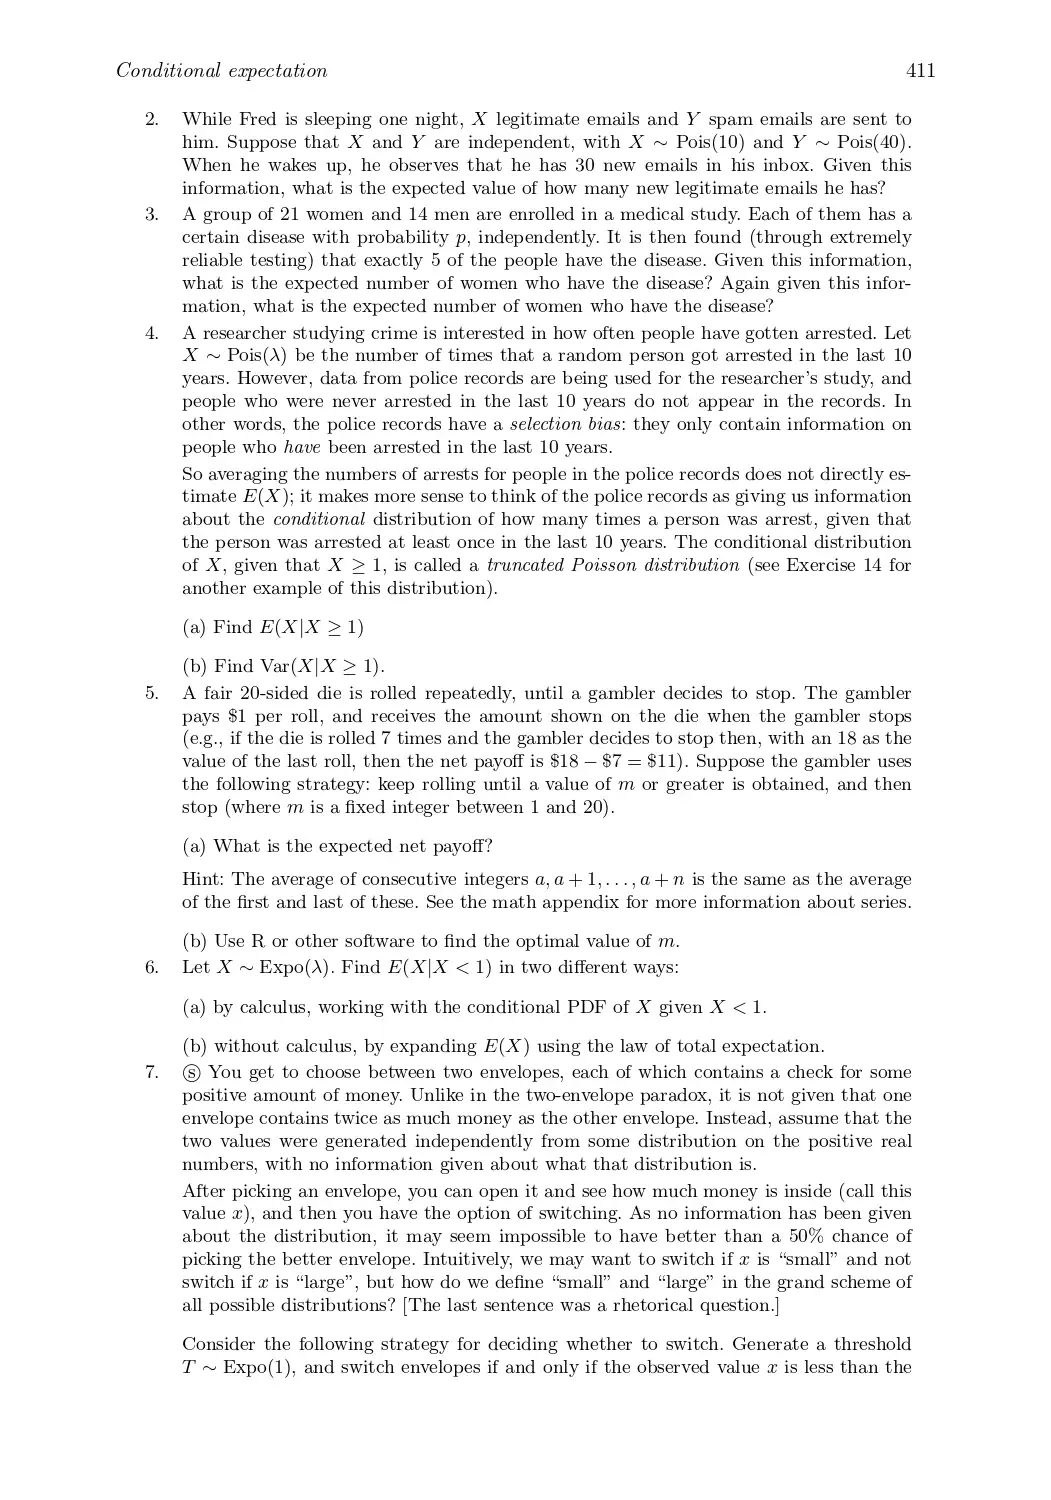 Conditional expectation 411
2. While Fred is sleeping one night, X legitimate emails and Y spam emails are sent to
him. Suppose that X and Y are independent, with X ∼ Pois(10) and Y ∼ Pois(40).
When he wakes up, he observes that he has 30 new emails in his inbox. Given this
information, what is the expected value of how many new legitimate emails he has?
3. A group of 21 women and 14 men are enrolled in a medical study. Each of them has a
certain disease with probability p, independently. It is then found (through extremely
reliable testing) that exactly 5 of the people have the disease. Given this information,
what is the expected number of women who have the disease? Again given this infor-
mation, what is the expected number of women who have the disease?
4. A researcher studying crime is interested in how often people have gotten arrested. Let
X ∼ Pois(λ) be the number of times that a random person got arrested in the last 10
years. However, data from police records are being used for the researcher's study, and
people who were never arrested in the last 10 years do not appear in the records. In
other words, the police records have a selection bias: they only contain information on
people who have been arrested in the last 10 years.
So averaging the numbers of arrests for people in the police records does not directly es-
timate E(X); it makes more sense to think of the police records as giving us information
about the conditional distribution of how many times a person was arrest, given that
the person was arrested at least once in the last 10 years. The conditional distribution
of X, given that X ≥ 1, is called a truncated Poisson distribution (see Exercise 14 for
another example of this distribution).
(a) Find E(X|X ≥ 1)
(b) Find Var(X|X ≥ 1).
5. A fair 20-sided die is rolled repeatedly, until a gambler decides to stop. The gambler
pays $1 per roll, and receives the amount shown on the die when the gambler stops
(e.g., if the die is rolled 7 times and the gambler decides to stop then, with an 18 as the
value of the last roll, then the net payoff is $18 − $7 = $11). Suppose the gambler uses
the following strategy: keep rolling until a value of m or greater is obtained, and then
stop (where m is a fixed integer between 1 and 20).
(a) What is the expected net payoff?
Hint: The average of consecutive integers a, a + 1, . . . , a + n is the same as the average
of the first and last of these. See the math appendix for more information about series.
(b) Use R or other software to find the optimal value of m.
6. Let X ∼ Expo(λ). Find E(X|X < 1) in two different ways:
(a) by calculus, working with the conditional PDF of X given X < 1.
(b) without calculus, by expanding E(X) using the law of total expectation.
7. Ⓢ You get to choose between two envelopes, each of which contains a check for some
positive amount of money. Unlike in the two-envelope paradox, it is not given that one
envelope contains twice as much money as the other envelope. Instead, assume that the
two values were generated independently from some distribution on the positive real
numbers, with no information given about what that distribution is.
After picking an envelope, you can open it and see how much money is inside (call this
value x), and then you have the option of switching. As no information has been given
about the distribution, it may seem impossible to have better than a 50% chance of
picking the better envelope. Intuitively, we may want to switch if x is “small” and not
switch if x is “large”, but how do we define “small” and “large” in the grand scheme of
all possible distributions? [The last sentence was a rhetorical question.]
Consider the following strategy for deciding whether to switch. Generate a threshold
T ∼ Expo(1), and switch envelopes if and only if the observed value x is less than the